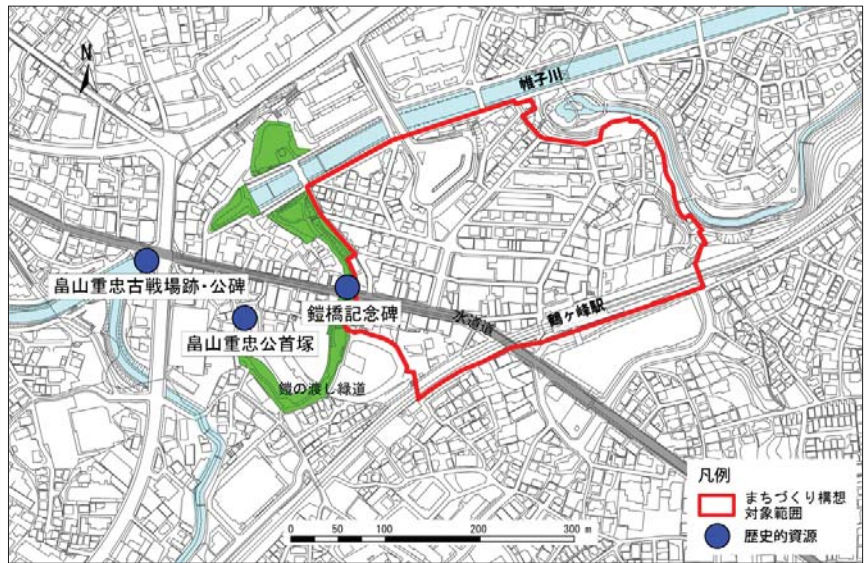 N
帷子川
畠山重忠古戦場跡・公碑
鎧橋記念碑
水道道
鶴ヶ峰駅
畠山重忠公首塚
鎧の渡し緑道
凡例
まちづくり構想
対象範囲
歴史的資源
0 50 100 200 300 m